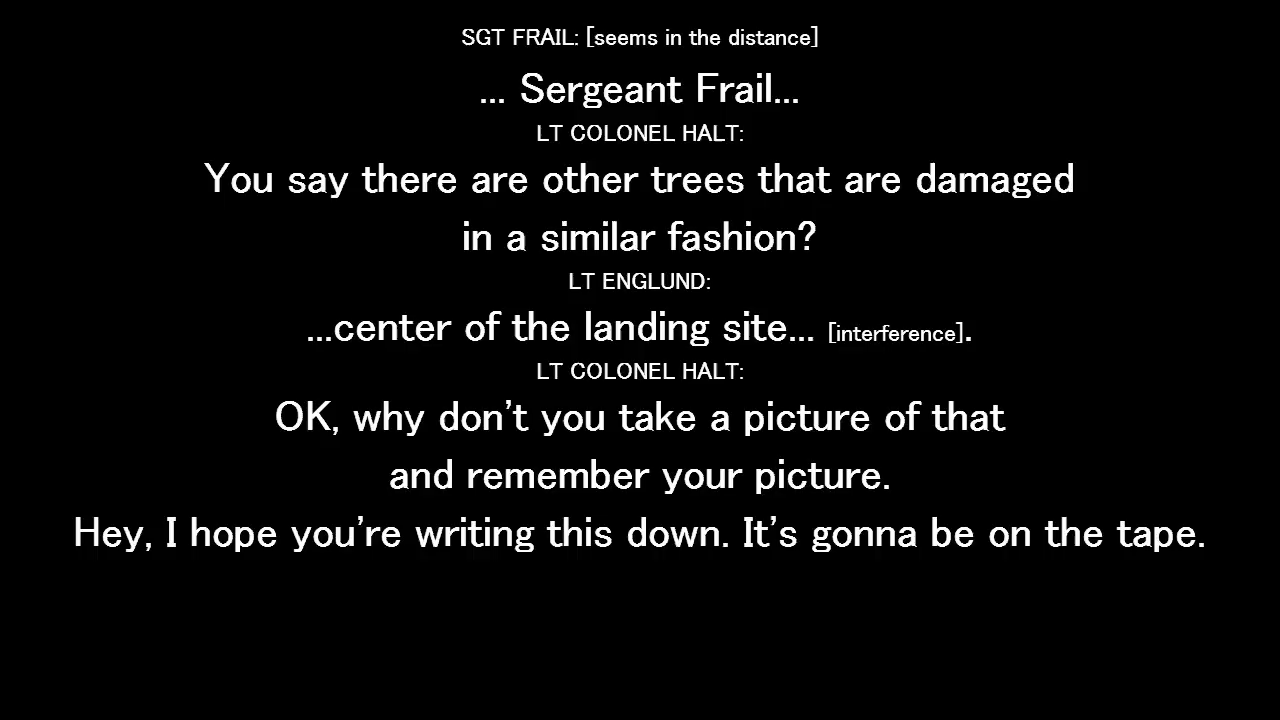 SGT FRAIL: [seems in the distance]
... Sergeant Frail...
LT COLONEL HALT:
You say there are other trees that are damaged
in a similar fashion?
LT ENGLUND:
...center of the landing site... [interference].
LT COLONEL HALT:
OK, why don’t you take a picture of that
and remember your picture.
Hey, I hope you’re writing this down. It’s gonna be on the tape.